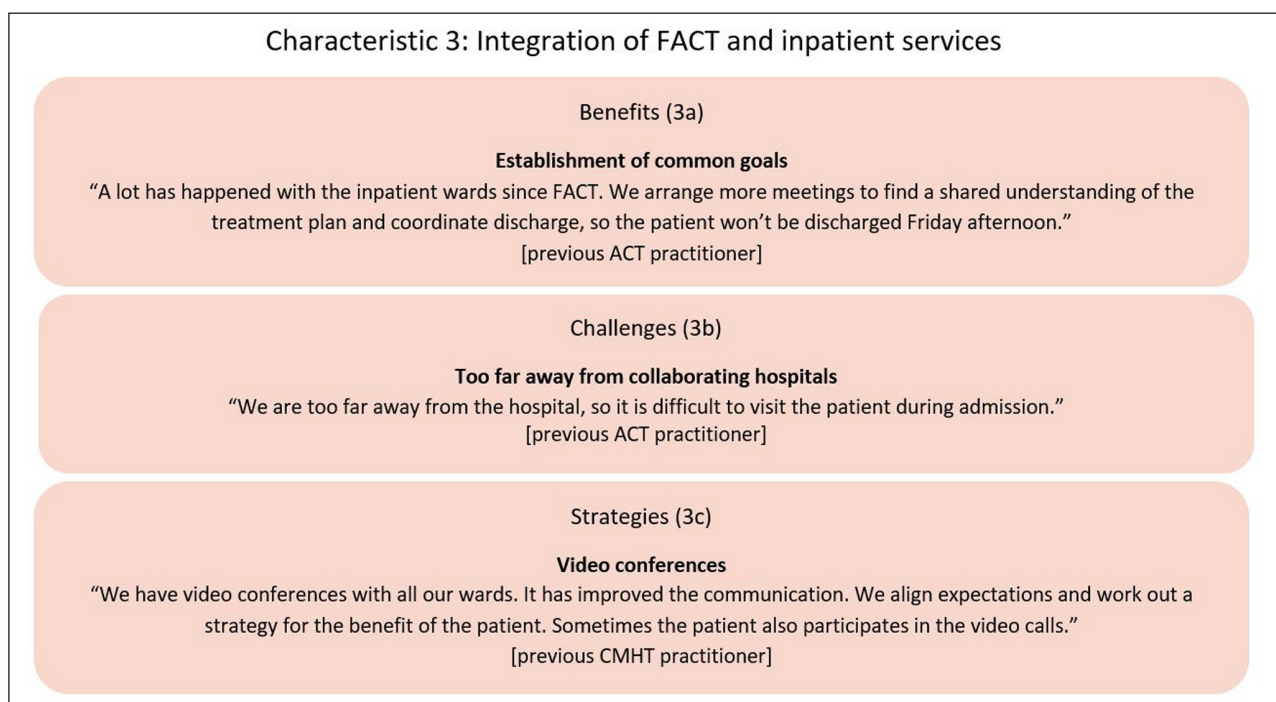 Characteristic 3: Integration of FACT and inpatient services
Benefits (3a)
Establishment of common goals
“A lot has happened with the inpatient wards since FACT. We arrange more meetings to find a shared understanding of the
treatment plan and coordinate discharge, so the patient won’t be discharged Friday afternoon.”
[previous ACT practitioner]
Challenges (3b)
Too far away from collaborating hospitals
“We are too far away from the hospital, so it is difficult to visit the patient during admission.”
[previous ACT practitioner]
Strategies (3c)
Video conferences
“We have video conferences with all our wards. It has improved the communication. We align expectations and work out a
strategy for the benefit of the patient. Sometimes the patient also participates in the video calls.”
[previous CMHT practitioner]